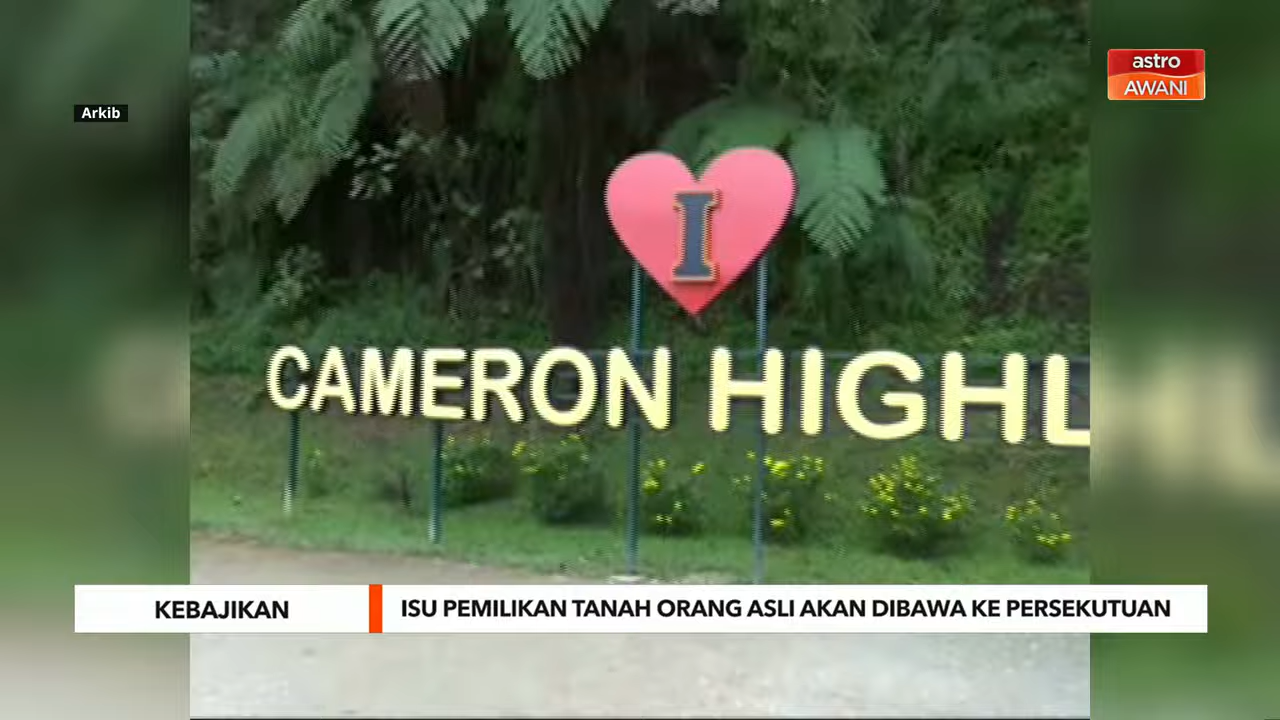 astro
AWANI
Arkib
I
CAMERON HIGHL
KEBAJIKAN
ISU PEMILIKAN TANAH ORANG ASLI AKAN DIBAWA KE PERSEKUTUAN